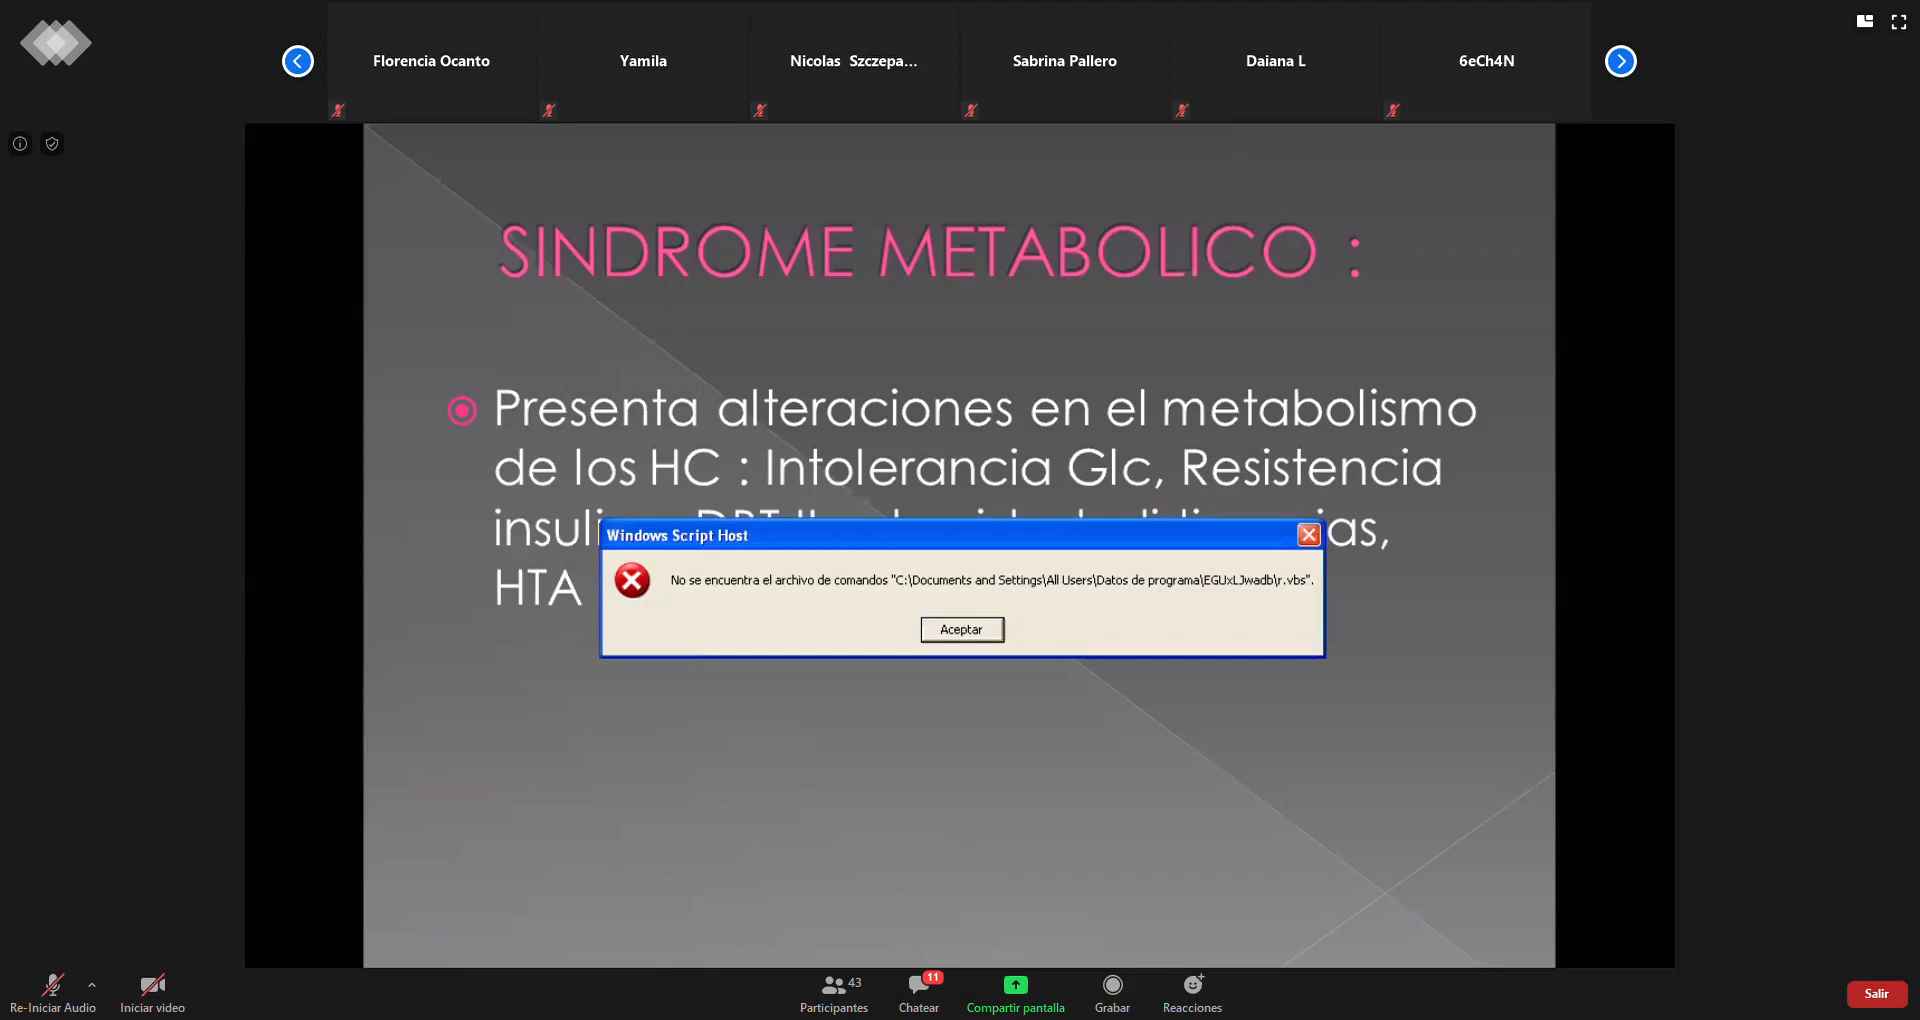 Florencia Ocanto
Yamila
Nicolas Szczepa...
Sabrina Pallero
Daiana L
6eCh4N
SINDROME METABOLICO :
Presenta alteraciones en el metabolismo
de los HC : Intolerancia Glc, Resistencia
HTA
Windows Script Host
No se encuentra el archivo de comandos "C:\Documents and Settings\All Users\Datos de programa\EGUxLJwadb\r.vbs".
Aceptar
Re-Iniciar Audio
Iniciar video
43
Participantes
11
Chatear
Compartir pantalla
Grabar
Reacciones
Salir